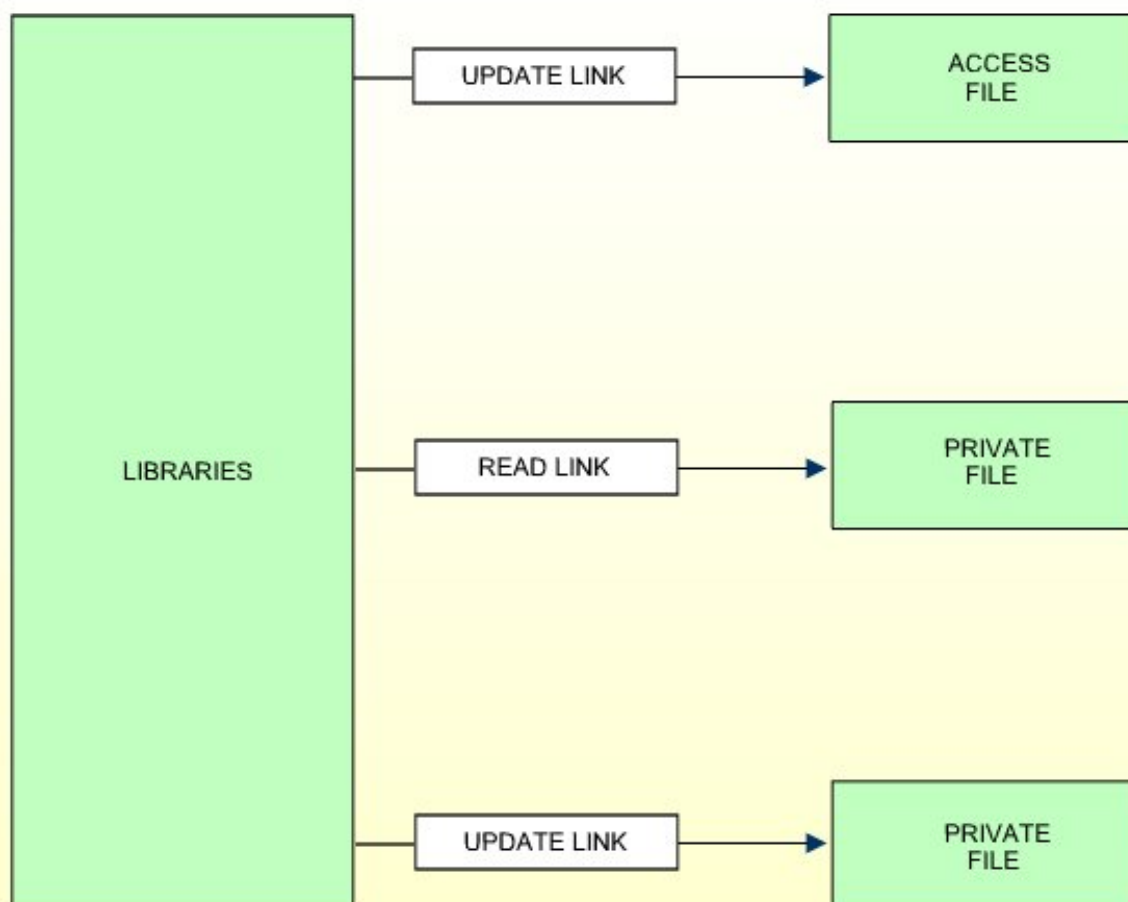 UPDATE LINK
ACCESS
FILE
LIBRARIES
READ LINK
PRIVATE
FILE
UPDATE LINK
PRIVATE
FILE